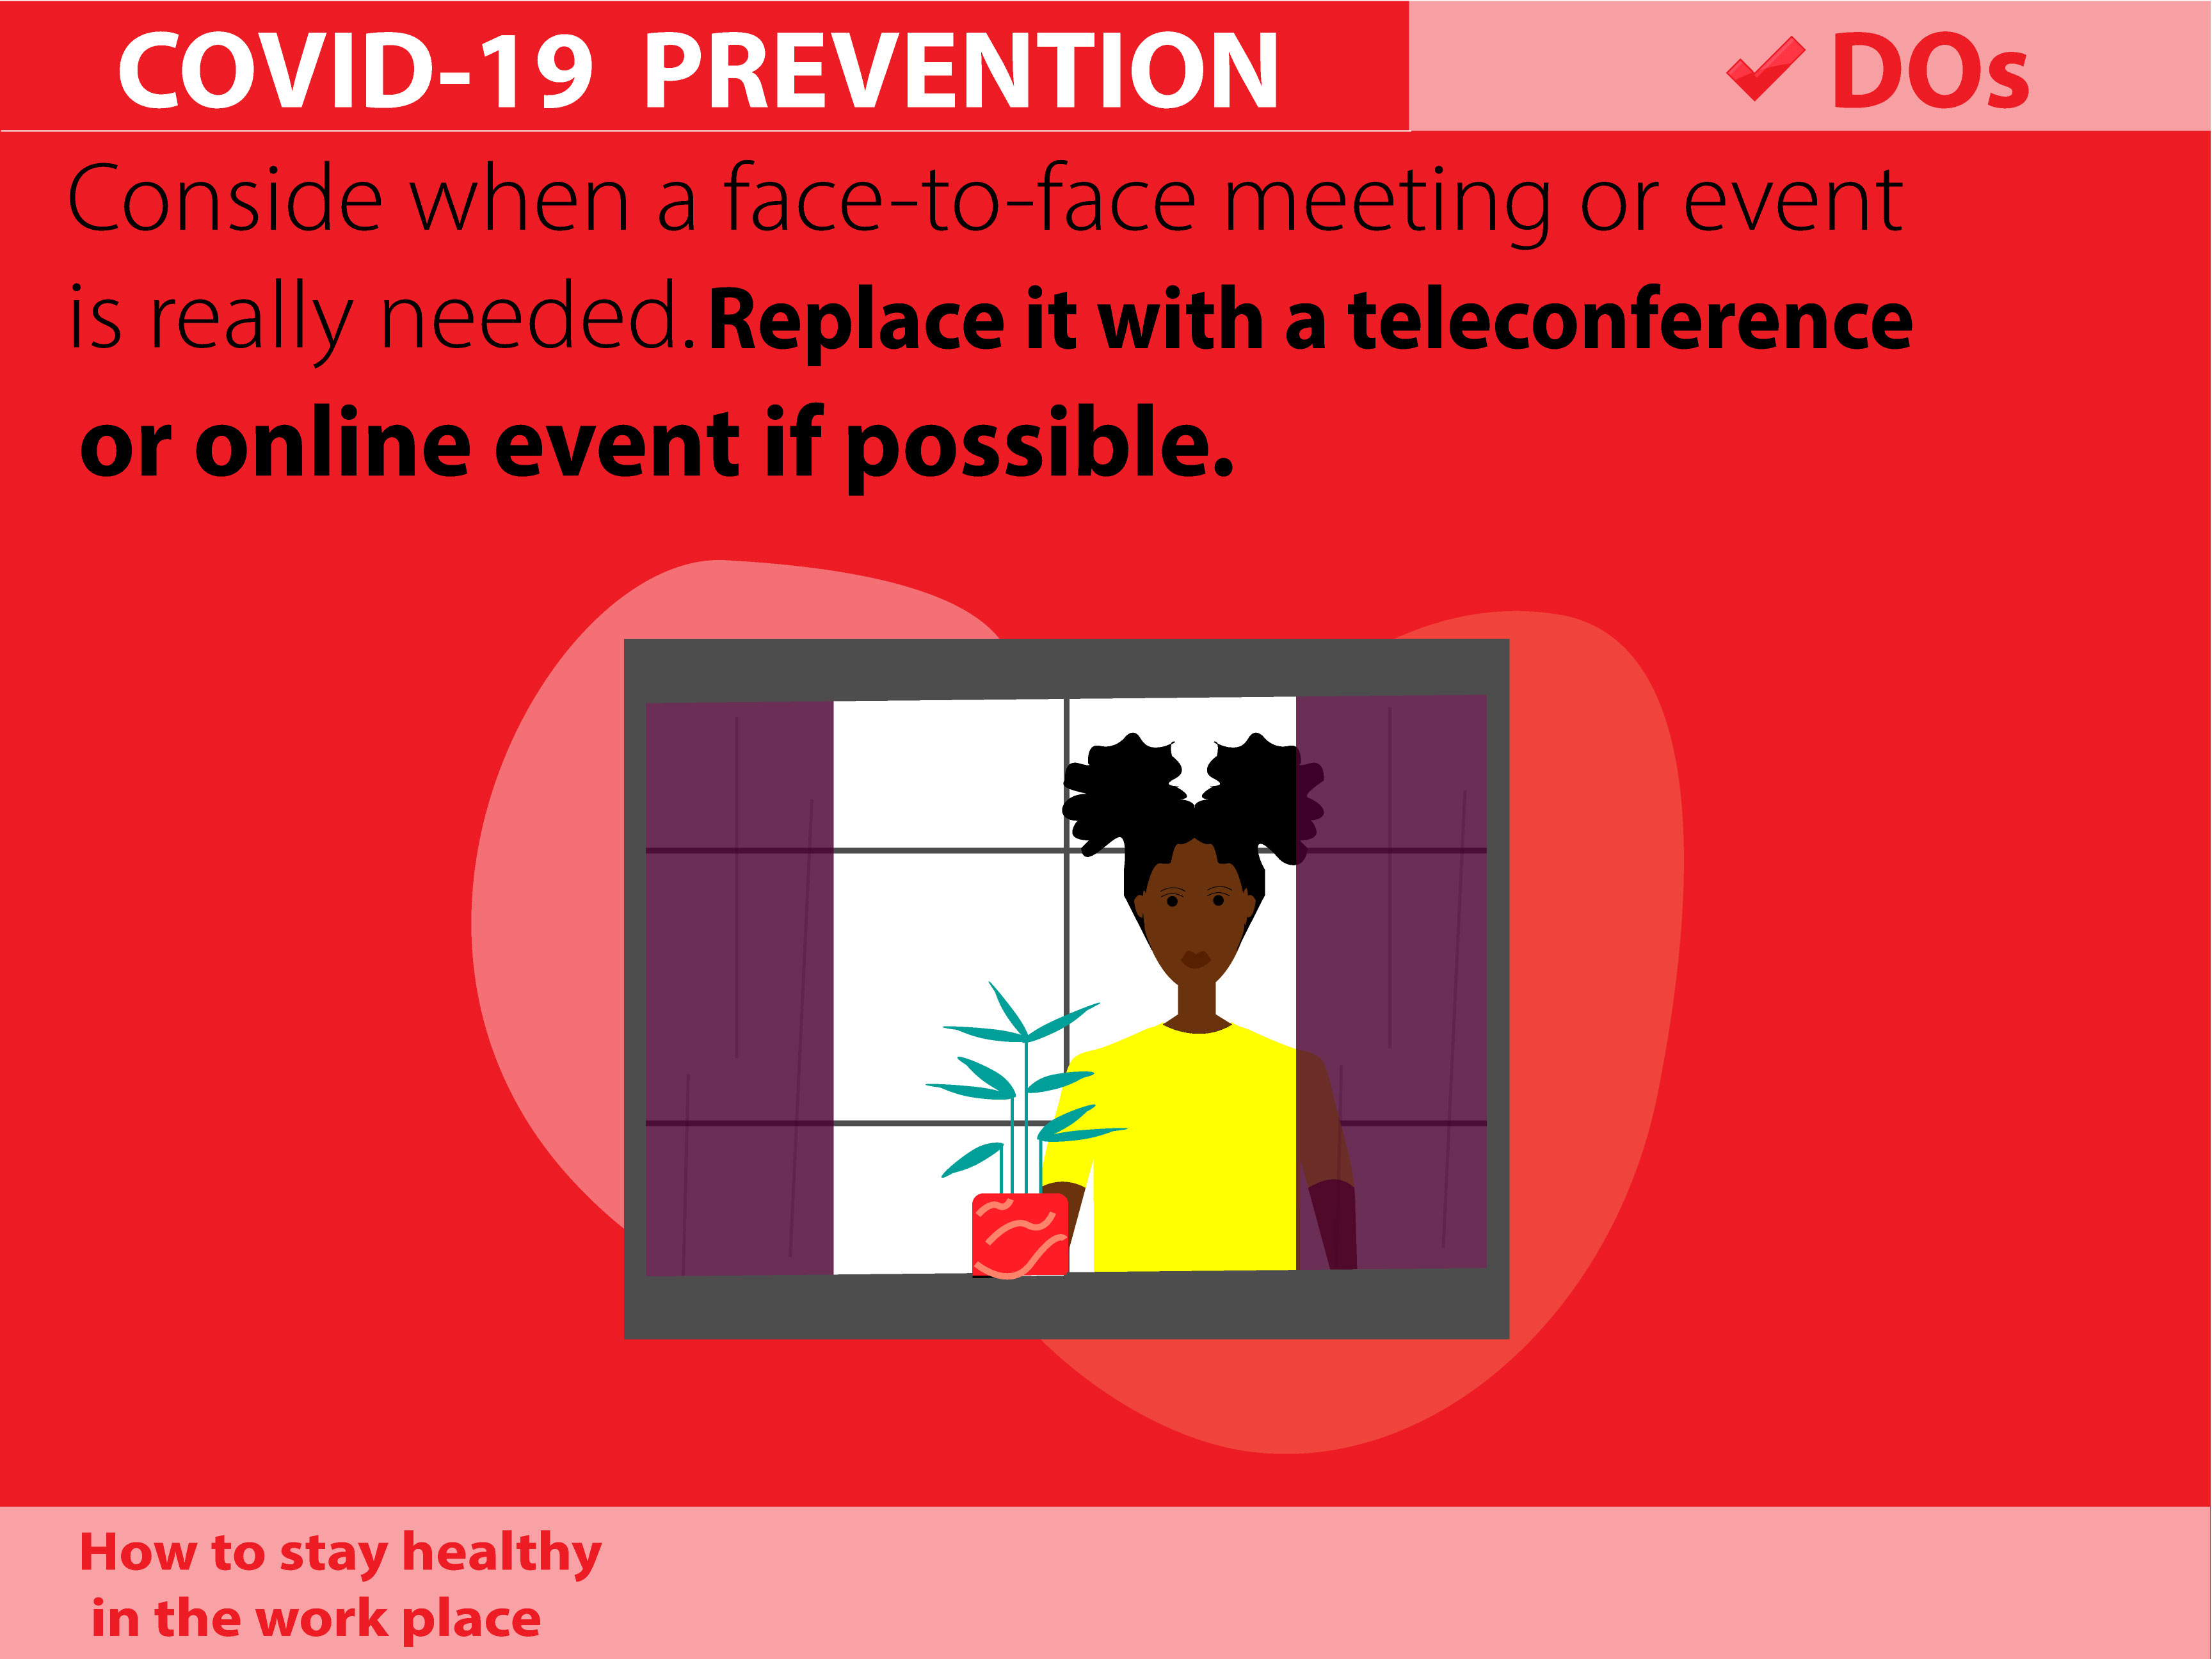 COVID-19 PREVENTION
DOs
Conside when a face-to-face meeting or event
is really needed. Replace it with a teleconference
or online event if possible.
How to stay healthy
in the work place